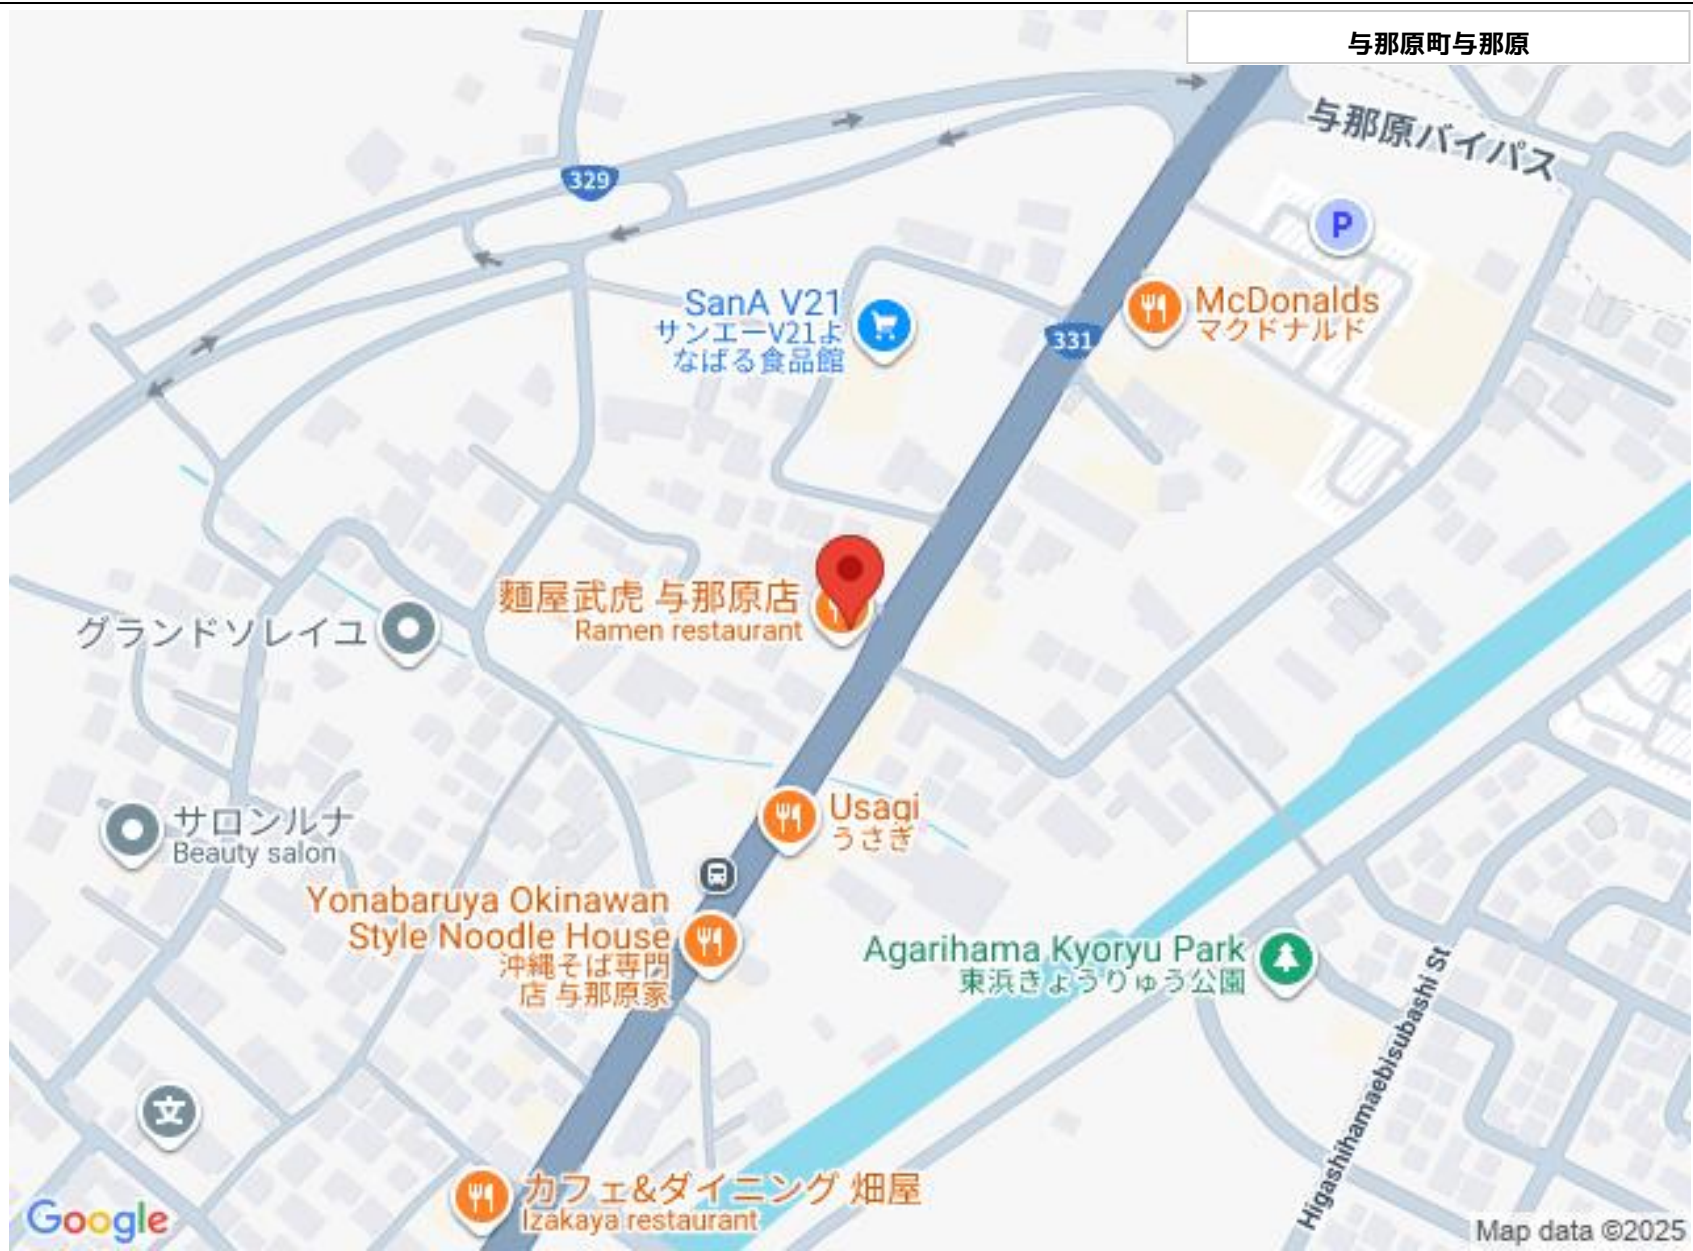 与那原町与那原
与那原バイパス
329
P
SanA V21
サンエーV21よ
なばる食品館
McDonalds
マクドナルド
331
麺屋武虎 与那原店
Ramen restaurant
グランドソレイユ
サロンルナ
Beauty salon
Usagi
うさぎ
Yonabaruya Okinawan
Style Noodle House
沖縄そば専門
店 与那原家
Agarihama Kyoryu Park
東浜きょうりゅう公園
Higashihamaebisubashi St
文
カフェ&ダイニング 畑屋
Izakaya restaurant
Google
Map data ©2025